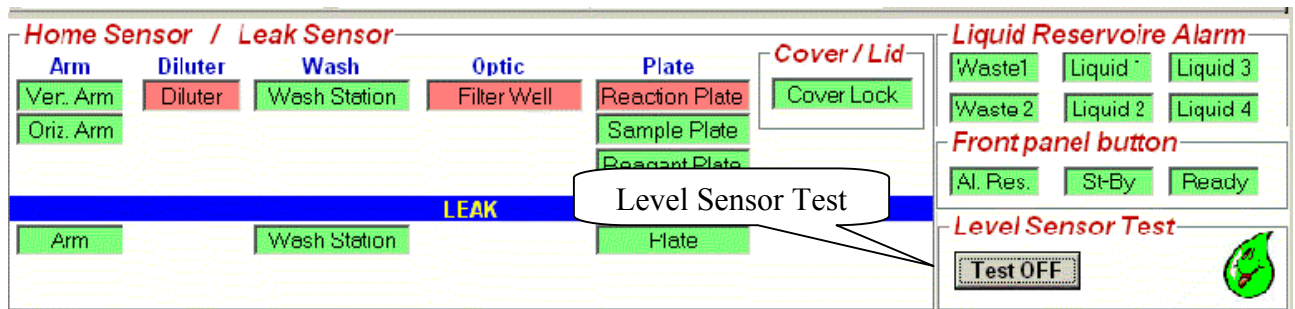 Home Sensor / Leak Sensor
Arm Diluter Wash Optic Plate
Ver. Arm Diluter Wash Station Filter Well Reaction Plate
Oriz. Arm Sample Plate
Reagant Plate
LEAK
Arm Wash Station Plate
Cover / Lid
Cover Lock
Level Sensor Test
Liquid Reservoire Alarm
Waste1 Liquid 1 Liquid 3
Waste 2 Liquid 2 Liquid 4
Front panel button
Al. Res. St-By Ready
Level Sensor Test
Test OFF